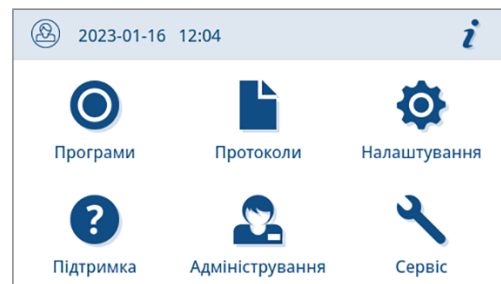 2023-01-16 12:04
Програми Протоколи Налаштування
Підтримка Адміністрування Сервіс